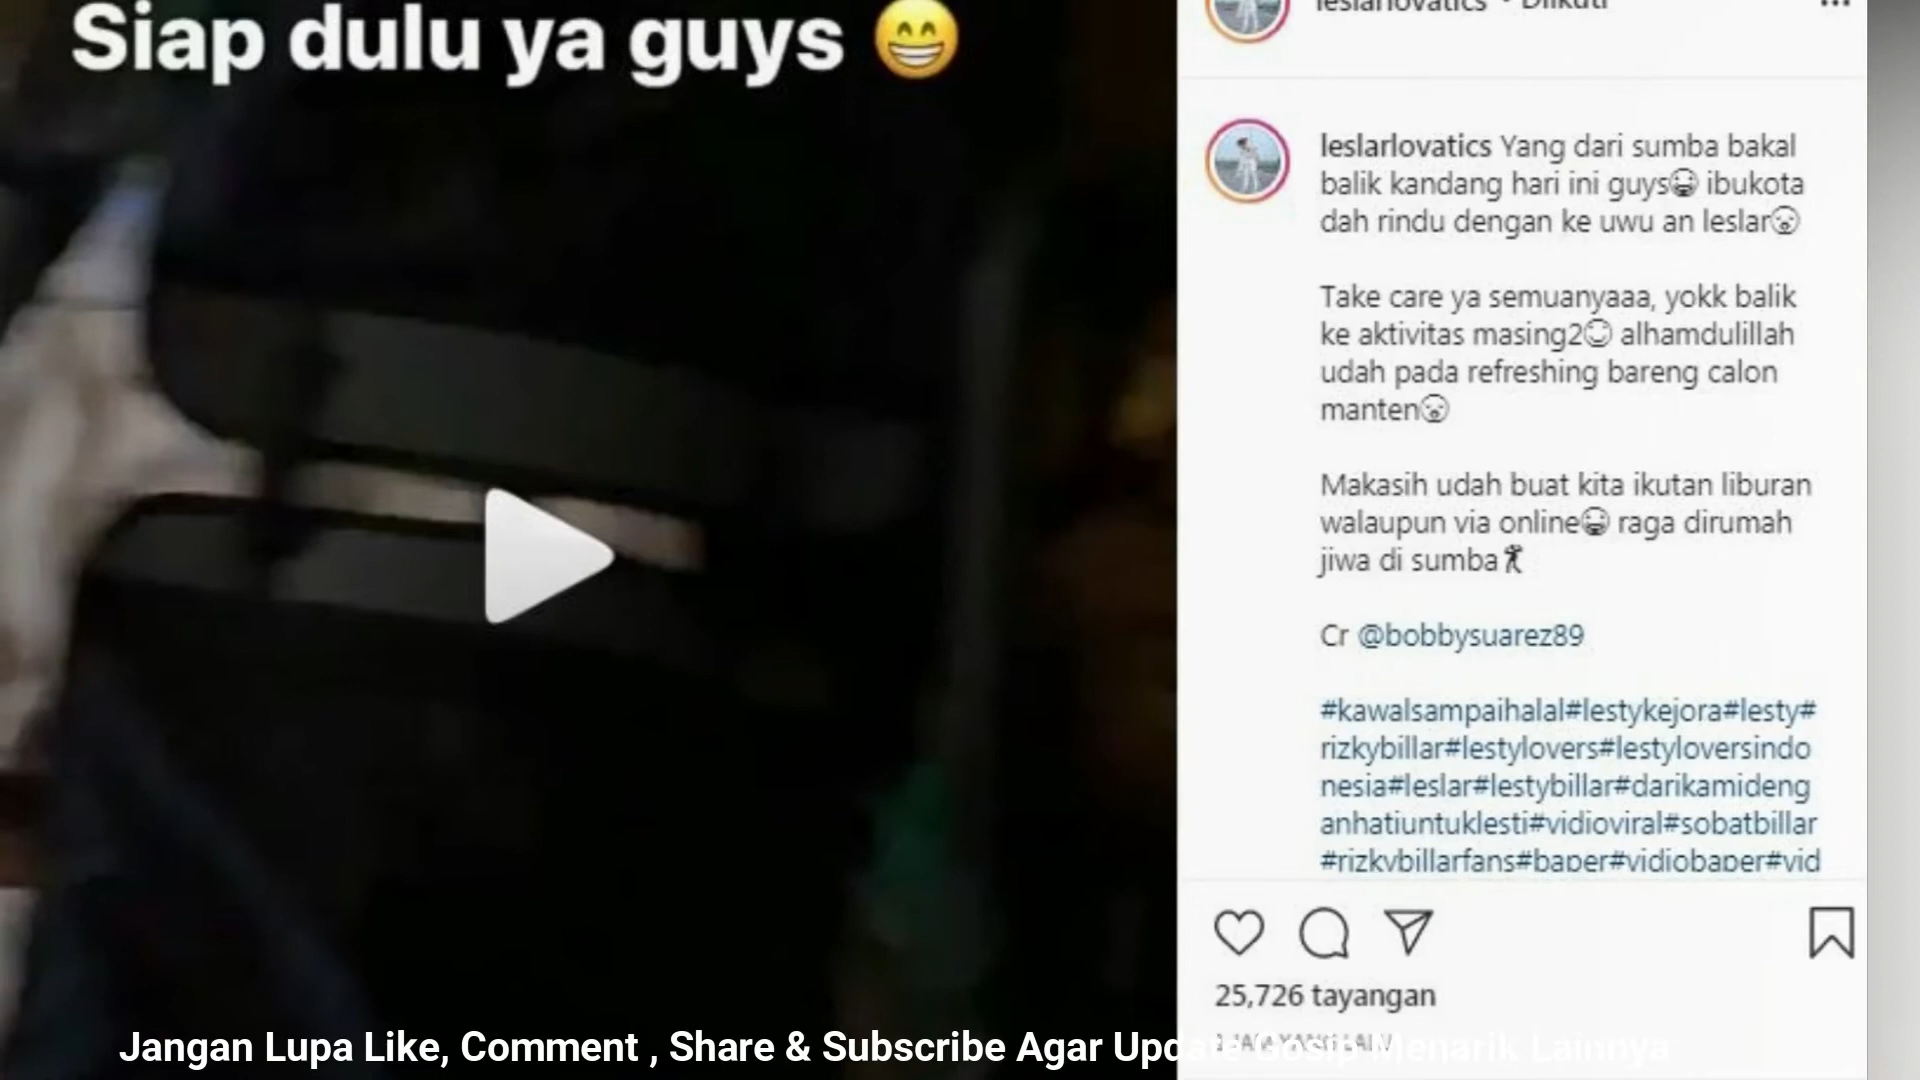 Siap dulu ya guys 😁
leslarlovatics • Diikuti
leslarlovatics Yang dari sumba bakal
balik kandang hari ini guys ibukota
dah rindu dengan ke uwu an leslar
Take care ya semuanyaaa, yokk balik
ke aktivitas masing2 alhamdulillah
udah pada refreshing bareng calon
manten
Makasih udah buat kita ikutan liburan
walaupun via online raga dirumah
jiwa di sumba
Cr @bobbysuarez89
#kawalsampaihalal#lestykejora#lesty#
rizkybillar#lestylovers#lestyloversindo
nesia#leslar#lestybillar#darikamideng
anhatiuntuklesti#vidioviral#sobatbillar
#rizkybillarfans#baper#vidiobaper#vid
25,726 tayangan
Jangan Lupa Like, Comment , Share & Subscribe Agar Update Gosip Menarik Lainnya